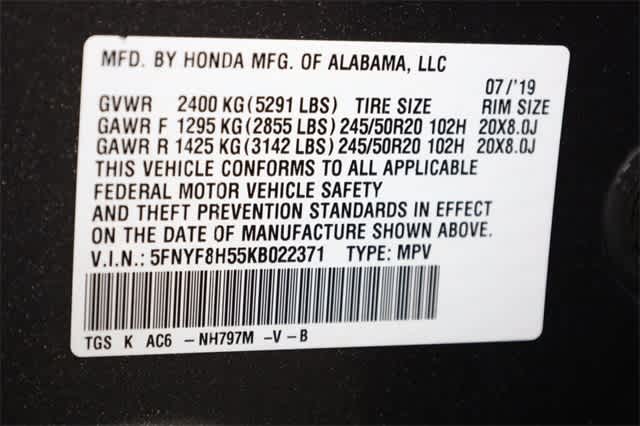 MFD. BY HONDA MFG. OF ALABAMA, LLC
07/'19
GVWR 2400 KG (5291 LBS) TIRE SIZE RIM SIZE
GAWR F 1295 KG (2855 LBS) 245/50R20 102H 20X8.0J
GAWR R 1425 KG (3142 LBS) 245/50R20 102H 20X8.0J
THIS VEHICLE CONFORMS TO ALL APPLICABLE
FEDERAL MOTOR VEHICLE SAFETY
AND THEFT PREVENTION STANDARDS IN EFFECT
ON THE DATE OF MANUFACTURE SHOWN ABOVE.
V.I.N.: 5FNYF8H55KB022371 TYPE: MPV
TGS K AC6 -NH797M -V-B